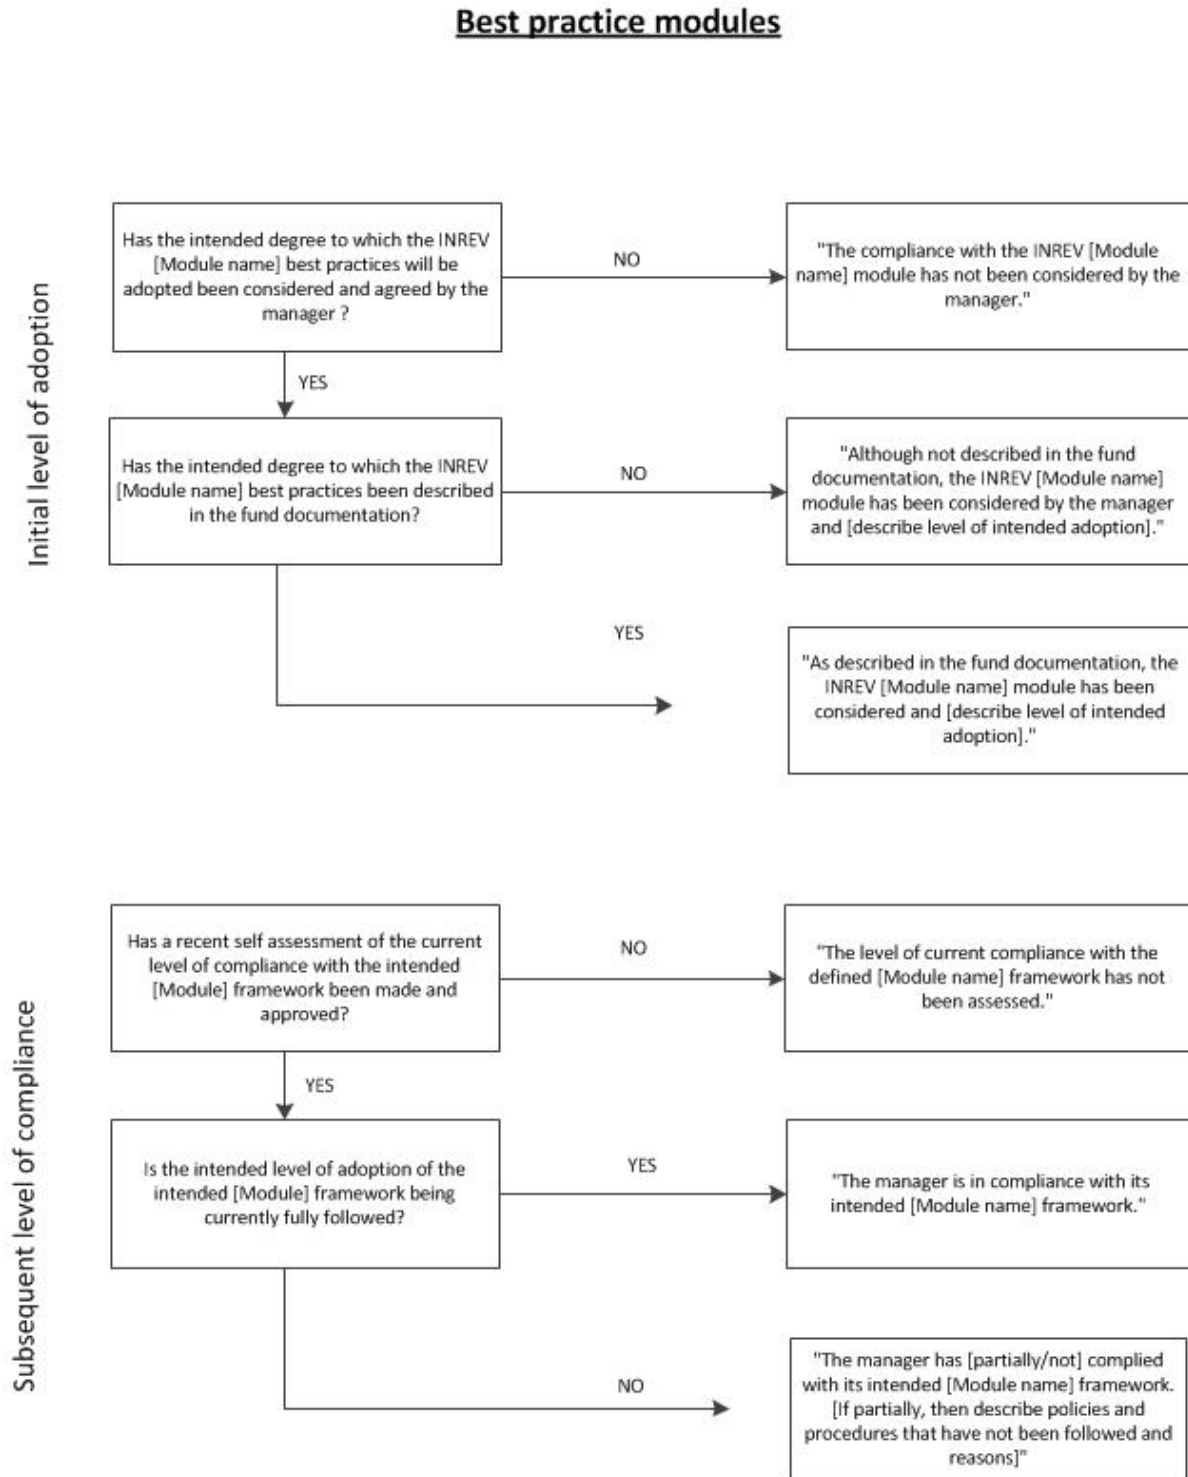 Best practice modules
Initial level of adoption
Has the intended degree to which the INREV
[Module name] best practices will be
adopted been considered and agreed by the
manager ?
NO
"The compliance with the INREV [Module
name] module has not been considered by the
manager."
YES
Has the intended degree to which the INREV
[Module name] best practices been described
in the fund documentation?
NO
"Although not described in the fund
documentation, the INREV [Module name]
module has been considered by the manager
and [describe level of intended adoption]."
YES
"As described in the fund documentation, the
INREV [Module name] module has been
considered and [describe level of intended
adoption]."
Subsequent level of compliance
Has a recent self assessment of the current
level of compliance with the intended
[Module] framework been made and
approved?
NO
"The level of current compliance with the
defined [Module name] framework has not
been assessed."
YES
Is the intended level of adoption of the
intended [Module] framework being
currently fully followed?
YES
"The manager is in compliance with its
intended [Module name] framework."
NO
"The manager has [partially/not] complied
with its intended [Module name] framework.
[If partially, then describe policies and
procedures that have not been followed and
reasons]"